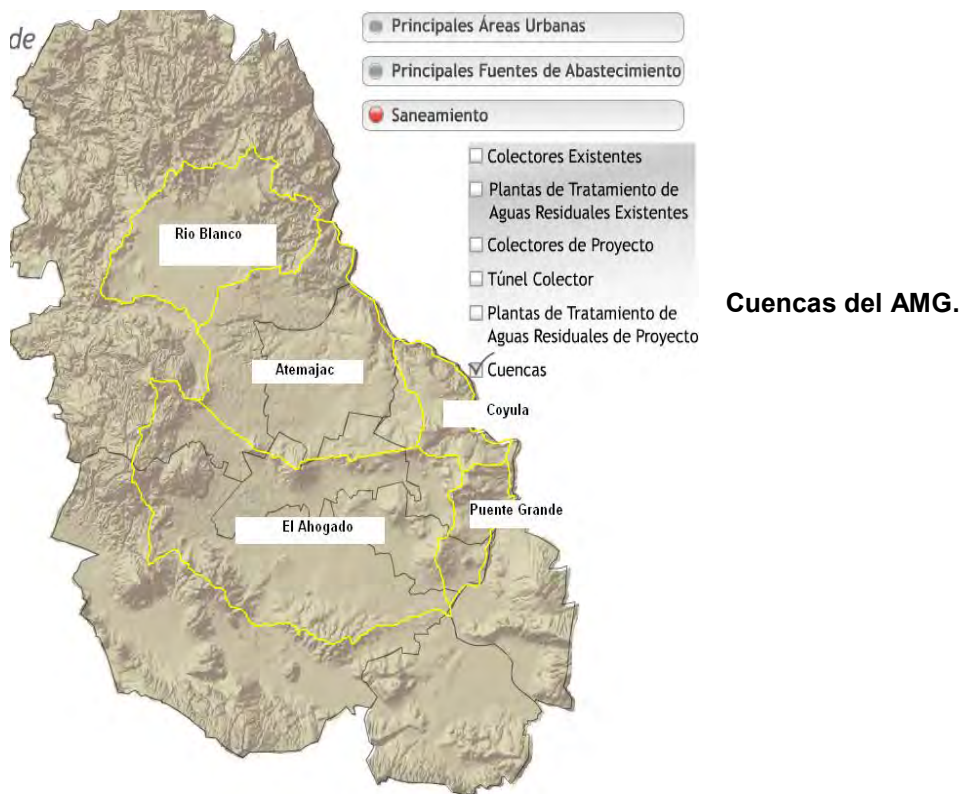 de
Principales Áreas Urbanas
Principales Fuentes de Abastecimiento
Saneamiento
Colectores Existentes
Plantas de Tratamiento de
Aguas Residuales Existentes
Colectores de Proyecto
Túnel Colector
Plantas de Tratamiento de
Aguas Residuales de Proyecto
Cuencas
Cuencas del AMG.
Rio Blanco
Atemajac
Coyula
Puente Grande
El Ahogado